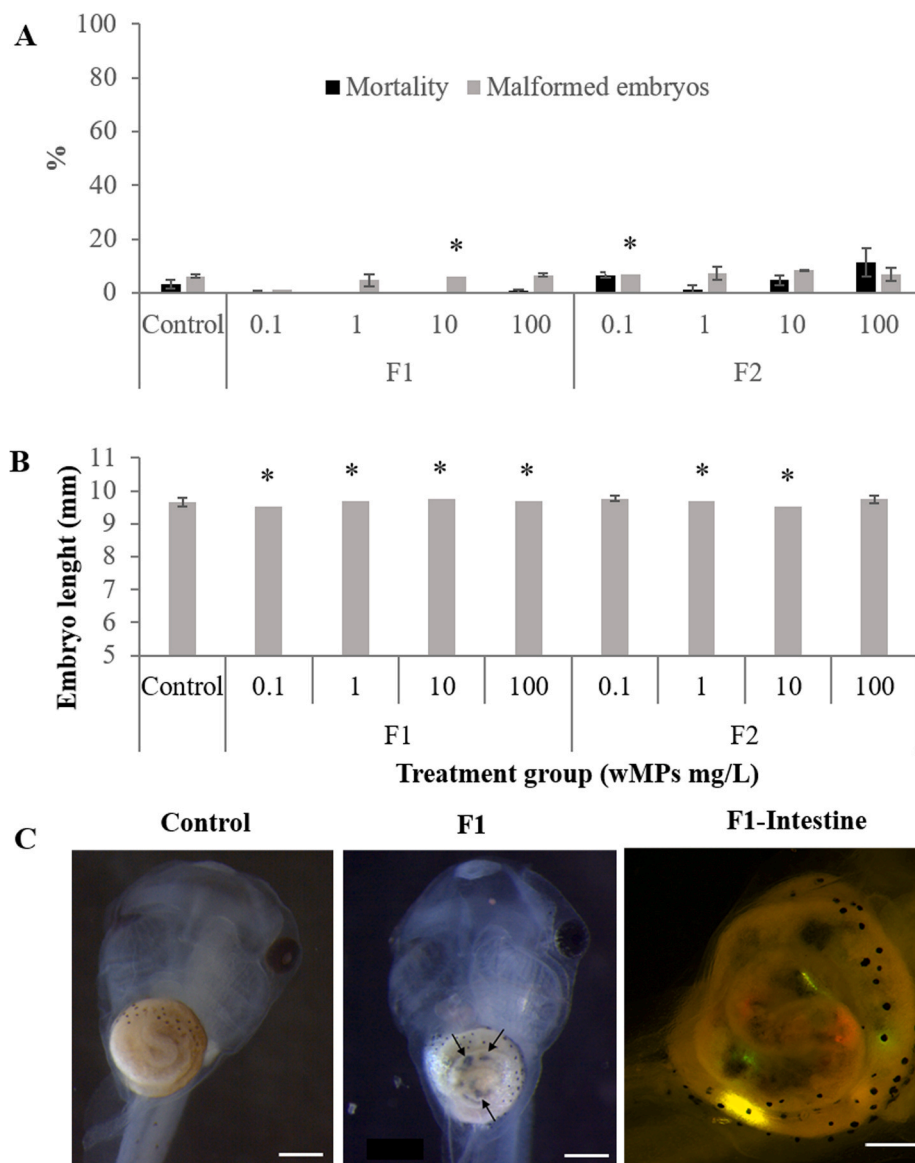 A
100
80
60
40
20
0
%
Mortality Malformed embryos
* *
Control 0.1 1 10 100 0.1 1 10 100
F1 F2
B
11
10
9
8
7
6
5
Embryo lenght (mm)
* * * * * *
Control 0.1 1 10 100 0.1 1 10 100
F1 F2
Treatment group (wMPs mg/L)
C
Control F1 F1-Intestine